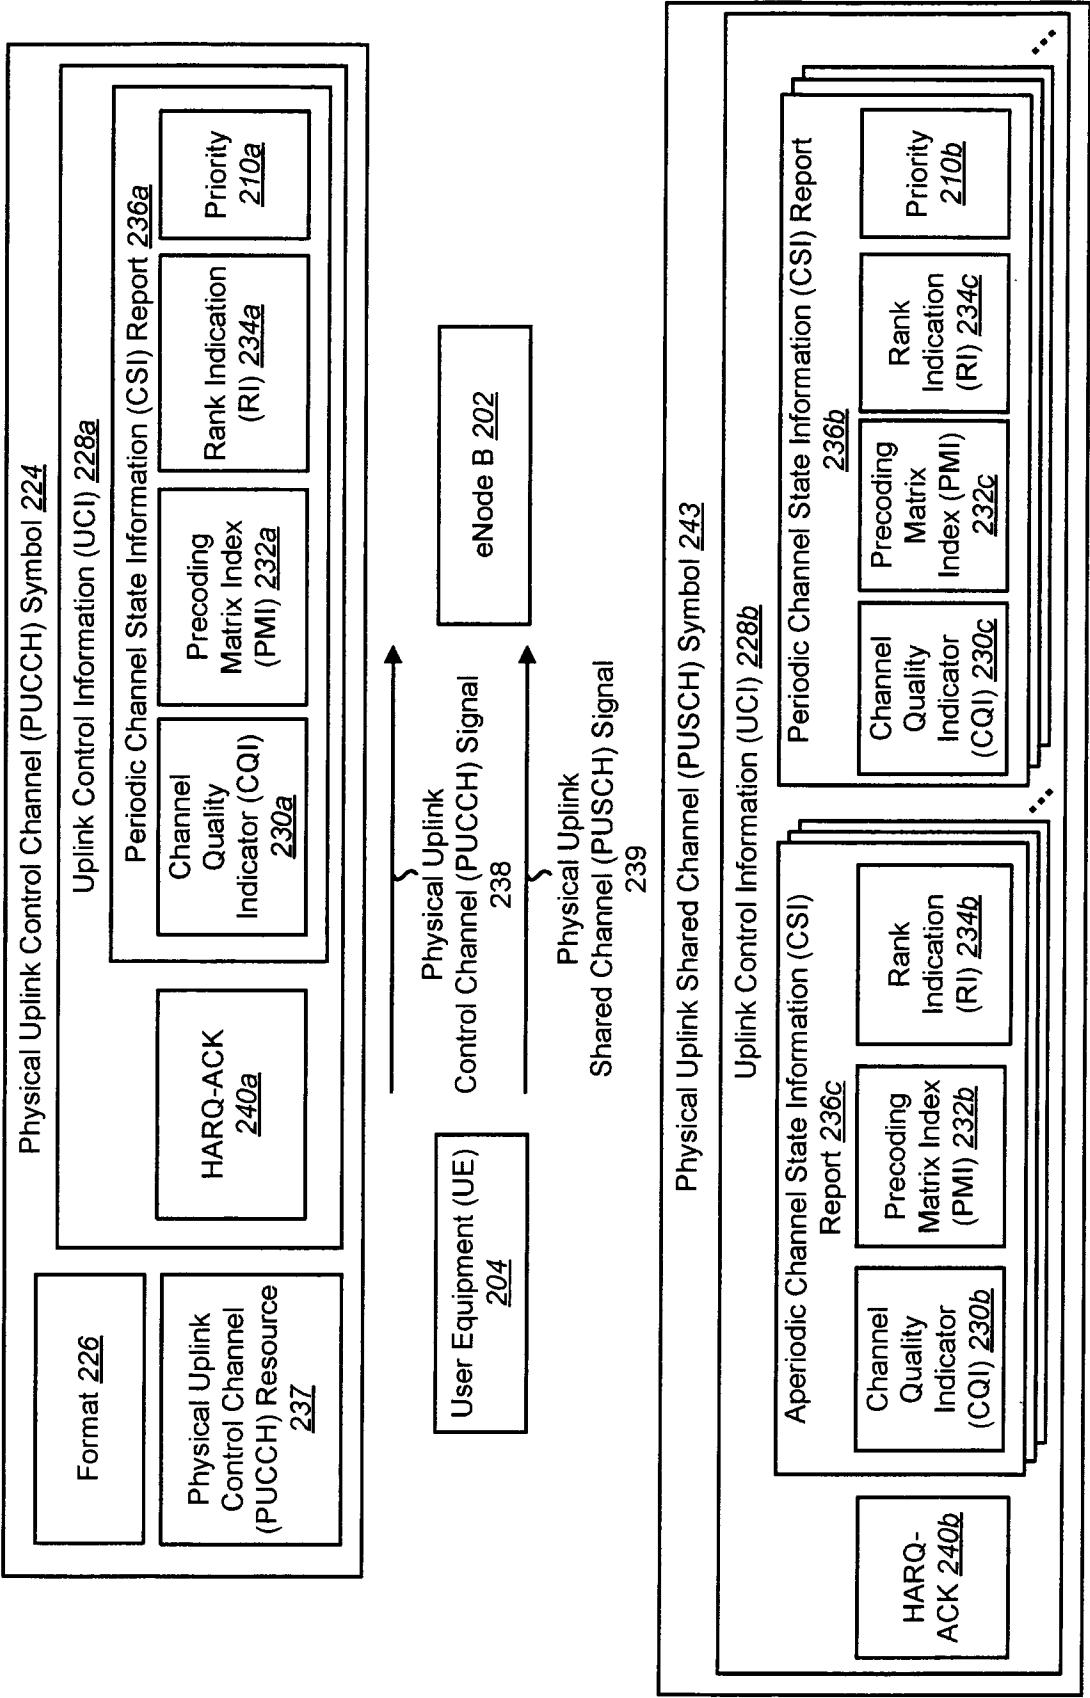 Physical Uplink Control Channel (PUCCH) Symbol 224
Format 226
Physical Uplink
Control Channel
(PUCCH) Resource
237
Uplink Control Information (UCI) 228a
HARQ-ACK
240a
Periodic Channel State Information (CSI) Report 236a
Channel
Quality
Indicator (CQI)
230a
Precoding
Matrix Index
(PMI) 232a
Rank Indication
(RI) 234a
Priority
210a
User Equipment (UE)
204
Physical Uplink
Control Channel (PUCCH) Signal
238
Physical Uplink
Shared Channel (PUSCH) Signal
239
eNode B 202
Physical Uplink Shared Channel (PUSCH) Symbol 243
Uplink Control Information (UCI) 228b
HARQ-
ACK 240b
Aperiodic Channel State Information (CSI)
Report 236c
Channel
Quality
Indicator
(CQI) 230b
Precoding
Matrix Index
(PMI) 232b
Rank
Indication
(RI) 234b
Periodic Channel State Information (CSI) Report
236b
Channel
Quality
Indicator
(CQI) 230c
Precoding
Matrix
Index (PMI)
232c
Rank
Indication
(RI) 234c
Priority
210b